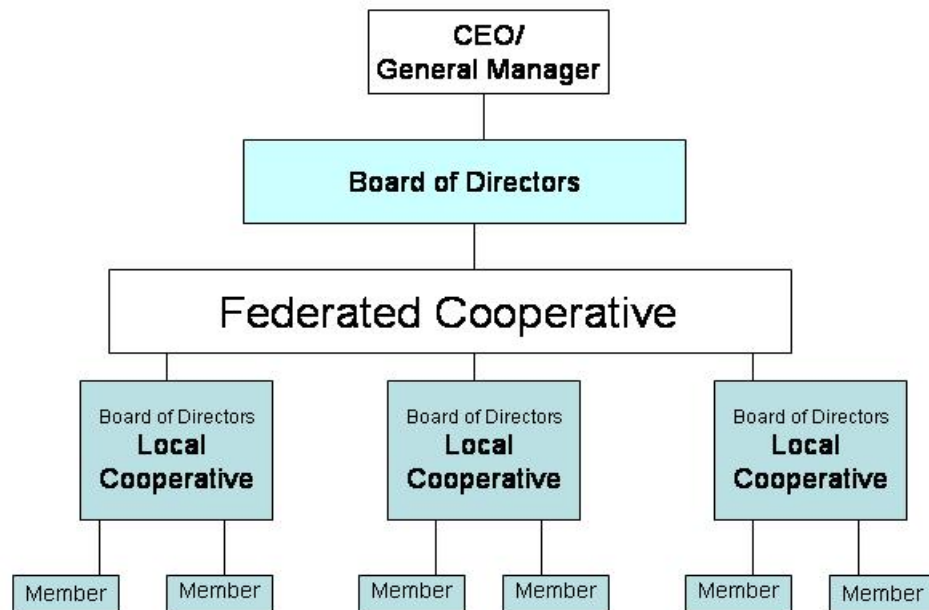 CEO/
General Manager
Board of Directors
Federated Cooperative
Board of Directors
Local
Cooperative
Board of Directors
Local
Cooperative
Board of Directors
Local
Cooperative
Member
Member
Member
Member
Member
Member